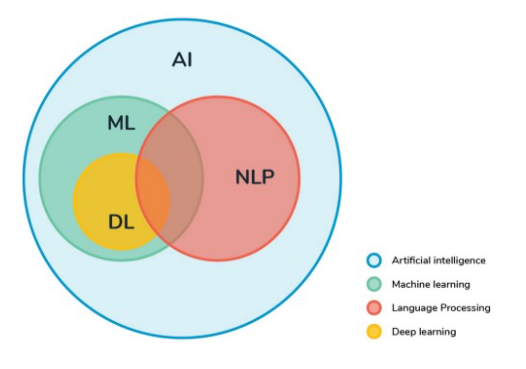 AI
ML
NLP
DL
Artificial intelligence
Machine learning
Language Processing
Deep learning